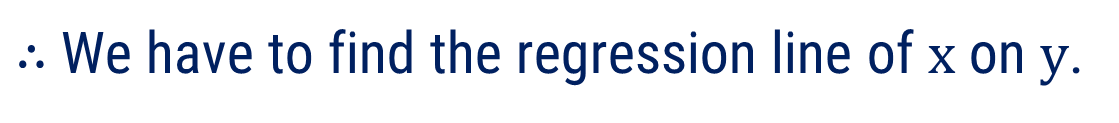 ∴ We have to find the regression line of x on y.